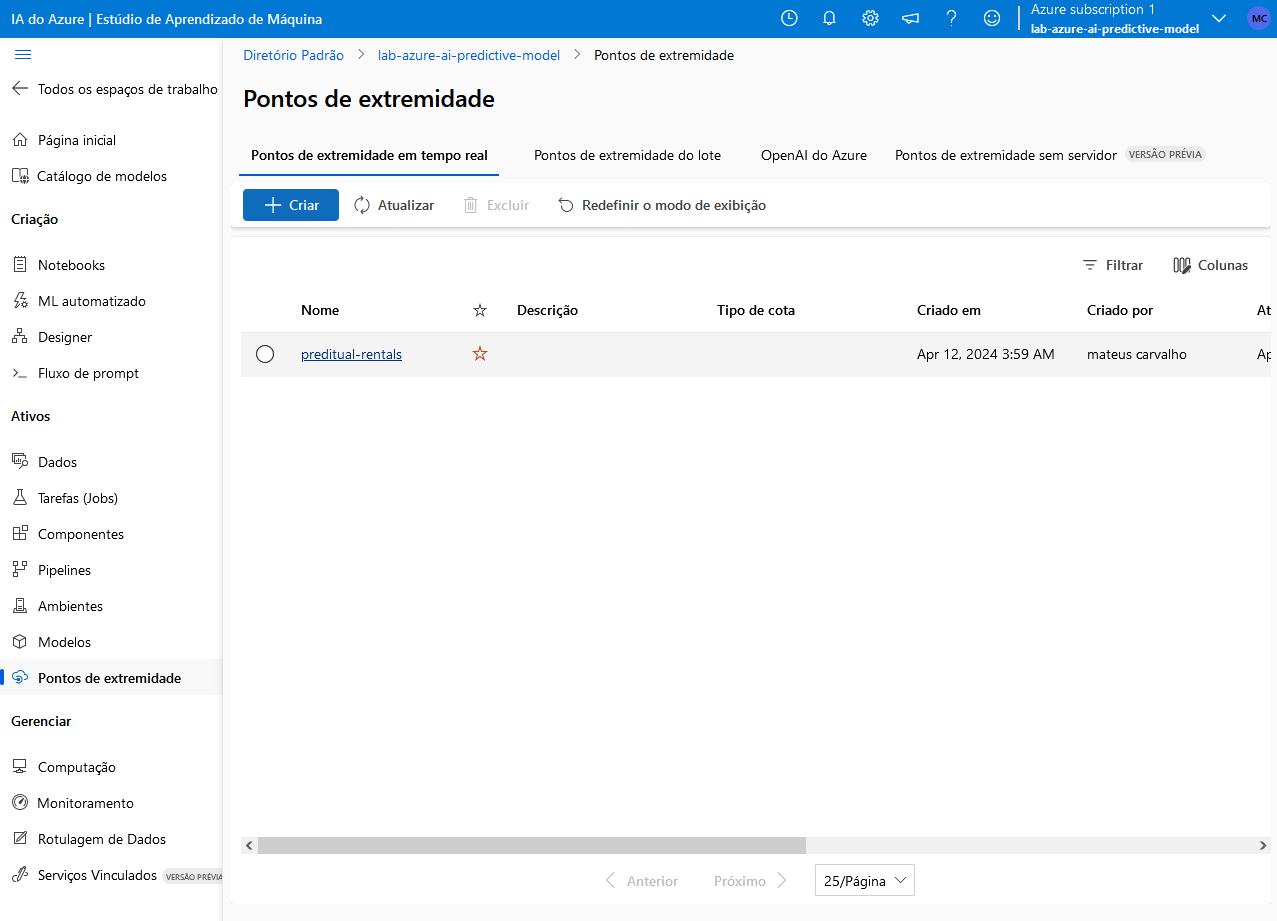 IA do Azure | Estúdio de Aprendizado de Máquina
Azure subscription 1
lab-azure-ai-predictive-model
MC
Todos os espaços de trabalho
Página inicial
Catálogo de modelos
Criação
Notebooks
ML automatizado
Designer
Fluxo de prompt
Ativos
Dados
Tarefas (Jobs)
Componentes
Pipelines
Ambientes
Modelos
Pontos de extremidade
Gerenciar
Computação
Monitoramento
Rotulagem de Dados
Serviços Vinculados VERSÃO PRÉVIA
Diretório Padrão > lab-azure-ai-predictive-model > Pontos de extremidade
Pontos de extremidade
Pontos de extremidade em tempo real Pontos de extremidade do lote OpenAI do Azure Pontos de extremidade sem servidor VERSÃO PRÉVIA
Criar Atualizar Excluir Redefinir o modo de exibição
Filtrar Colunas
Nome Descrição Tipo de cota Criado em Criado por At
preditual-rentals Apr 12, 2024 3:59 AM mateus carvalho Ap
Anterior Próximo 25/Página